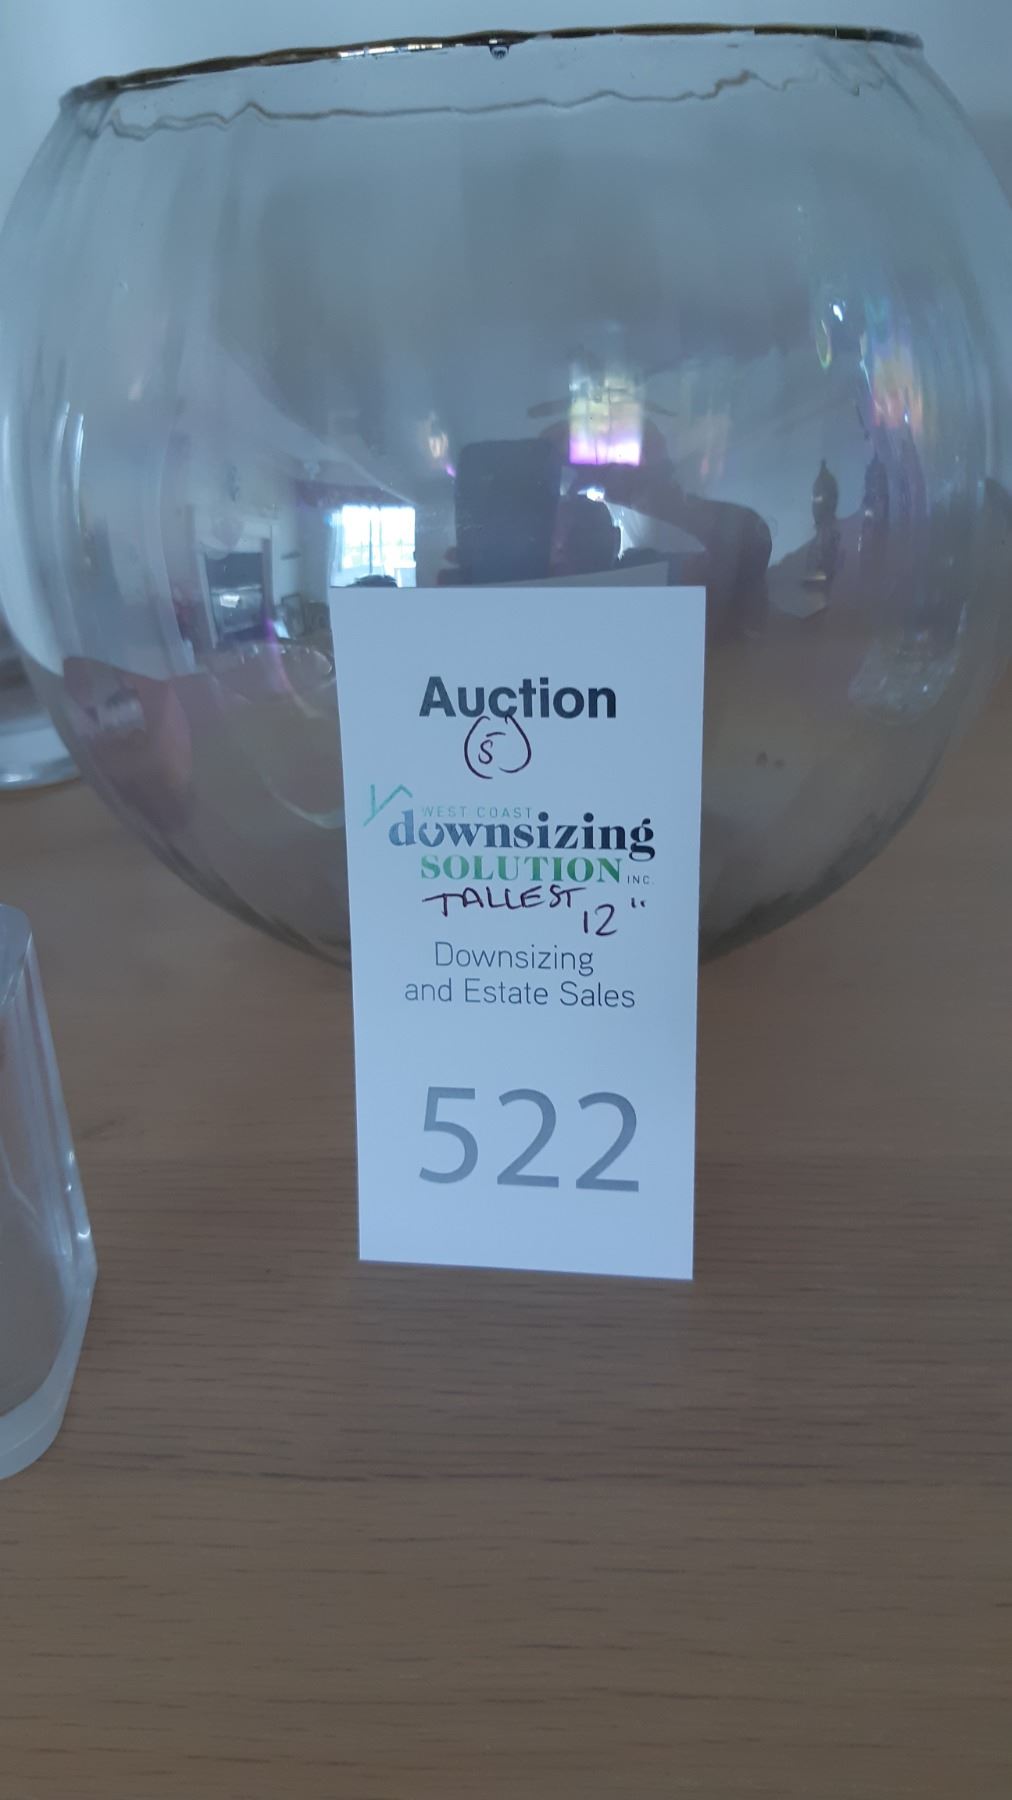 Auction
5
WEST COAST
downsizing
SOLUTION INC.
TALLEST 12"
Downsizing
and Estate Sales
522